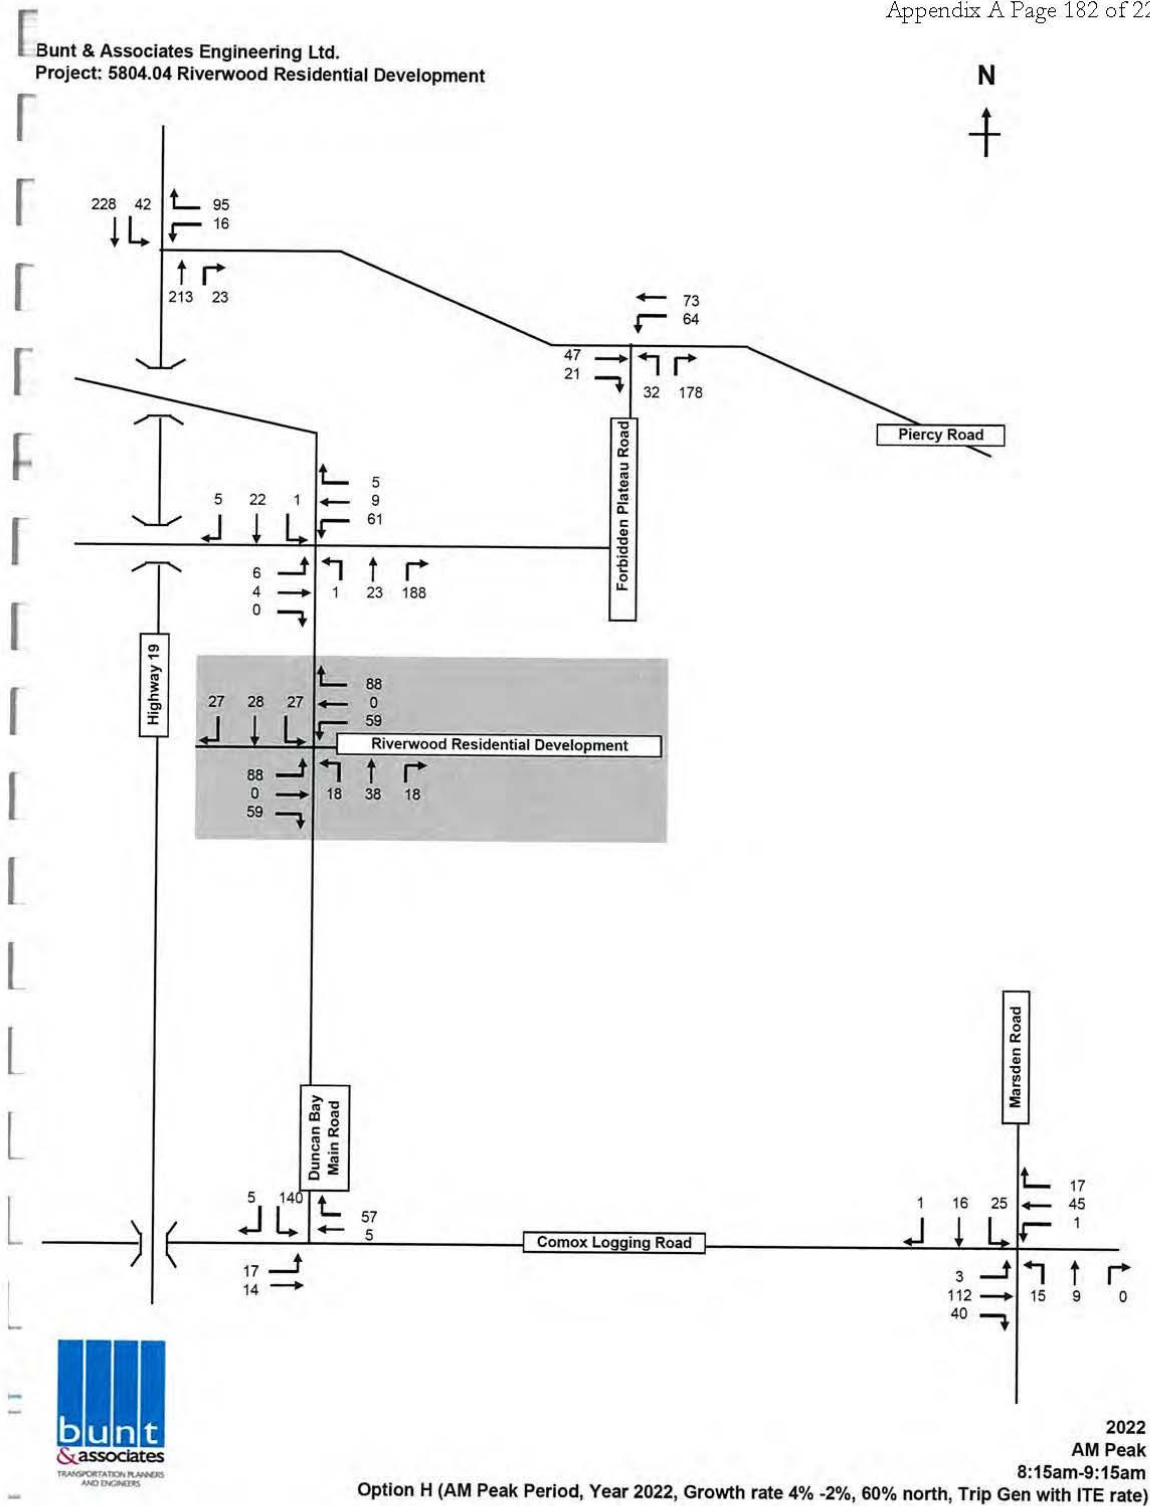 Appendix A Page 182 of 22
Bunt & Associates Engineering Ltd.
Project: 5804.04 Riverwood Residential Development
N
228 42 95
16
213 23
73
64
47
21
32 178
Piercy Road
Forbidden Plateau Road
5
5 22 1 9
61
6
4 1 23 188
0
Highway 19
88
27 28 27 0
59
Riverwood Residential Development
88
0 18 38 18
59
Marsden Road
Duncan Bay
Main Road
5 140
57
5
Comox Logging Road
17
14
17
1 16 25 45
1
3
112 15 9 0
40
bunt
&associates
TRANSPORTATION PLANNERS
AND ENGINEERS
2022
AM Peak
8:15am-9:15am
Option H (AM Peak Period, Year 2022, Growth rate 4% -2%, 60% north, Trip Gen with ITE rate)